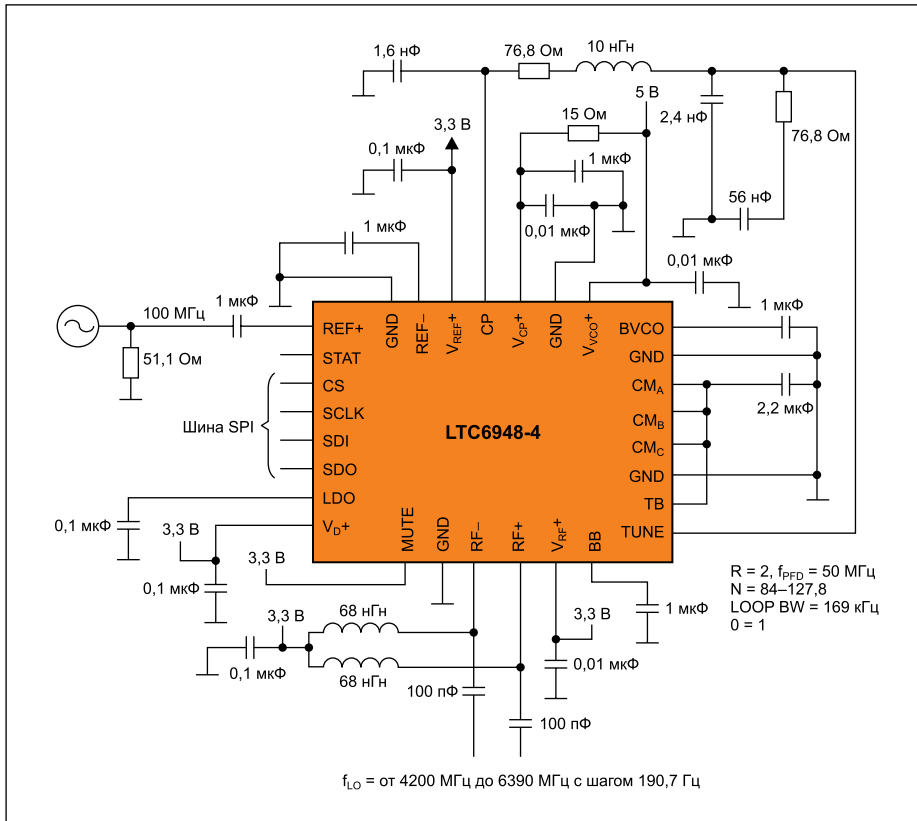 1,6 нФ
76,8 Ом
10 нГн
5 В
15 Ом
2,4 нФ
76,8 Ом
3,3 В
0,1 мкФ
1 мкФ
56 нФ
0,01 мкФ
1 мкФ
0,01 мкФ
1 мкФ
100 МГц
1 мкФ
51,1 Ом
REF+
STAT
CS
SCLK
SDI
SDO
LDO
VD+
Шина SPI
GND
REF–
VREF+
CP
VCP+
GND
VVCO+
BVCO
GND
CMA
CMB
CMC
GND
TB
TUNE
2,2 мкФ
LTC6948-4
MUTE
GND
RF–
RF+
VRF+
BB
0,1 мкФ
3,3 В
0,1 мкФ
3,3 В
3,3 В
68 нГн
0,1 мкФ
68 нГн
100 пФ
100 пФ
3,3 В
0,01 мкФ
1 мкФ
R = 2, fPFD = 50 МГц
N = 84–127,8
LOOP BW = 169 кГц
0 = 1
fLO = от 4200 МГц до 6390 МГц с шагом 190,7 Гц